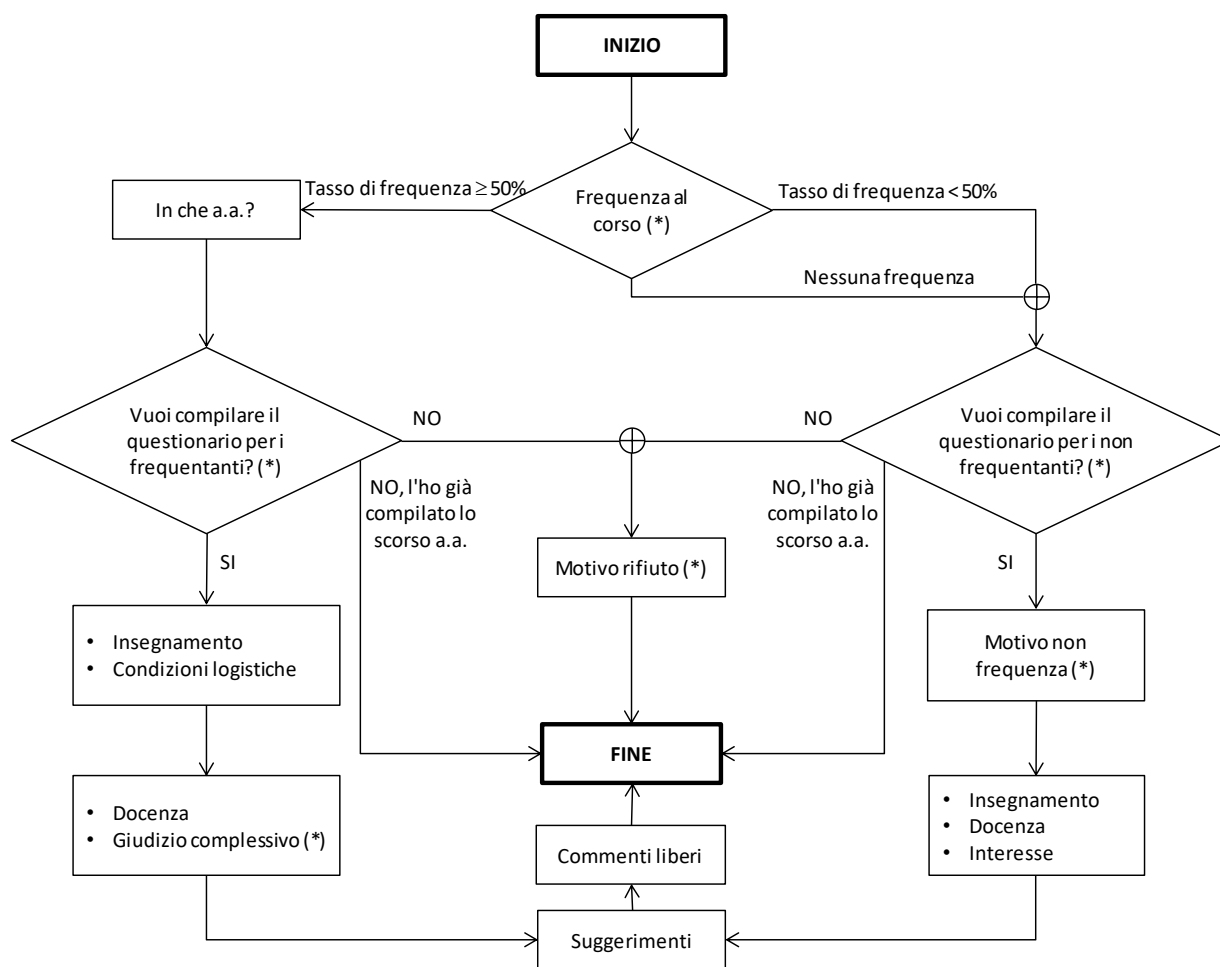 INIZIO
Tasso di frequenza ≥ 50%
Frequenza al
corso (*)
Tasso di frequenza < 50%
In che a.a.?
Nessuna frequenza
Vuoi compilare il
questionario per i
frequentanti? (*)
NO
NO
Vuoi compilare il
questionario per i non
frequentanti? (*)
NO, l'ho già
compilato lo
scorso a.a.
NO, l'ho già
compilato lo
scorso a.a.
SI
Motivo rifiuto (*)
SI
• Insegnamento
• Condizioni logistiche
Motivo non
frequenza (*)
FINE
• Docenza
• Giudizio complessivo (*)
Commenti liberi
• Insegnamento
• Docenza
• Interesse
Suggerimenti